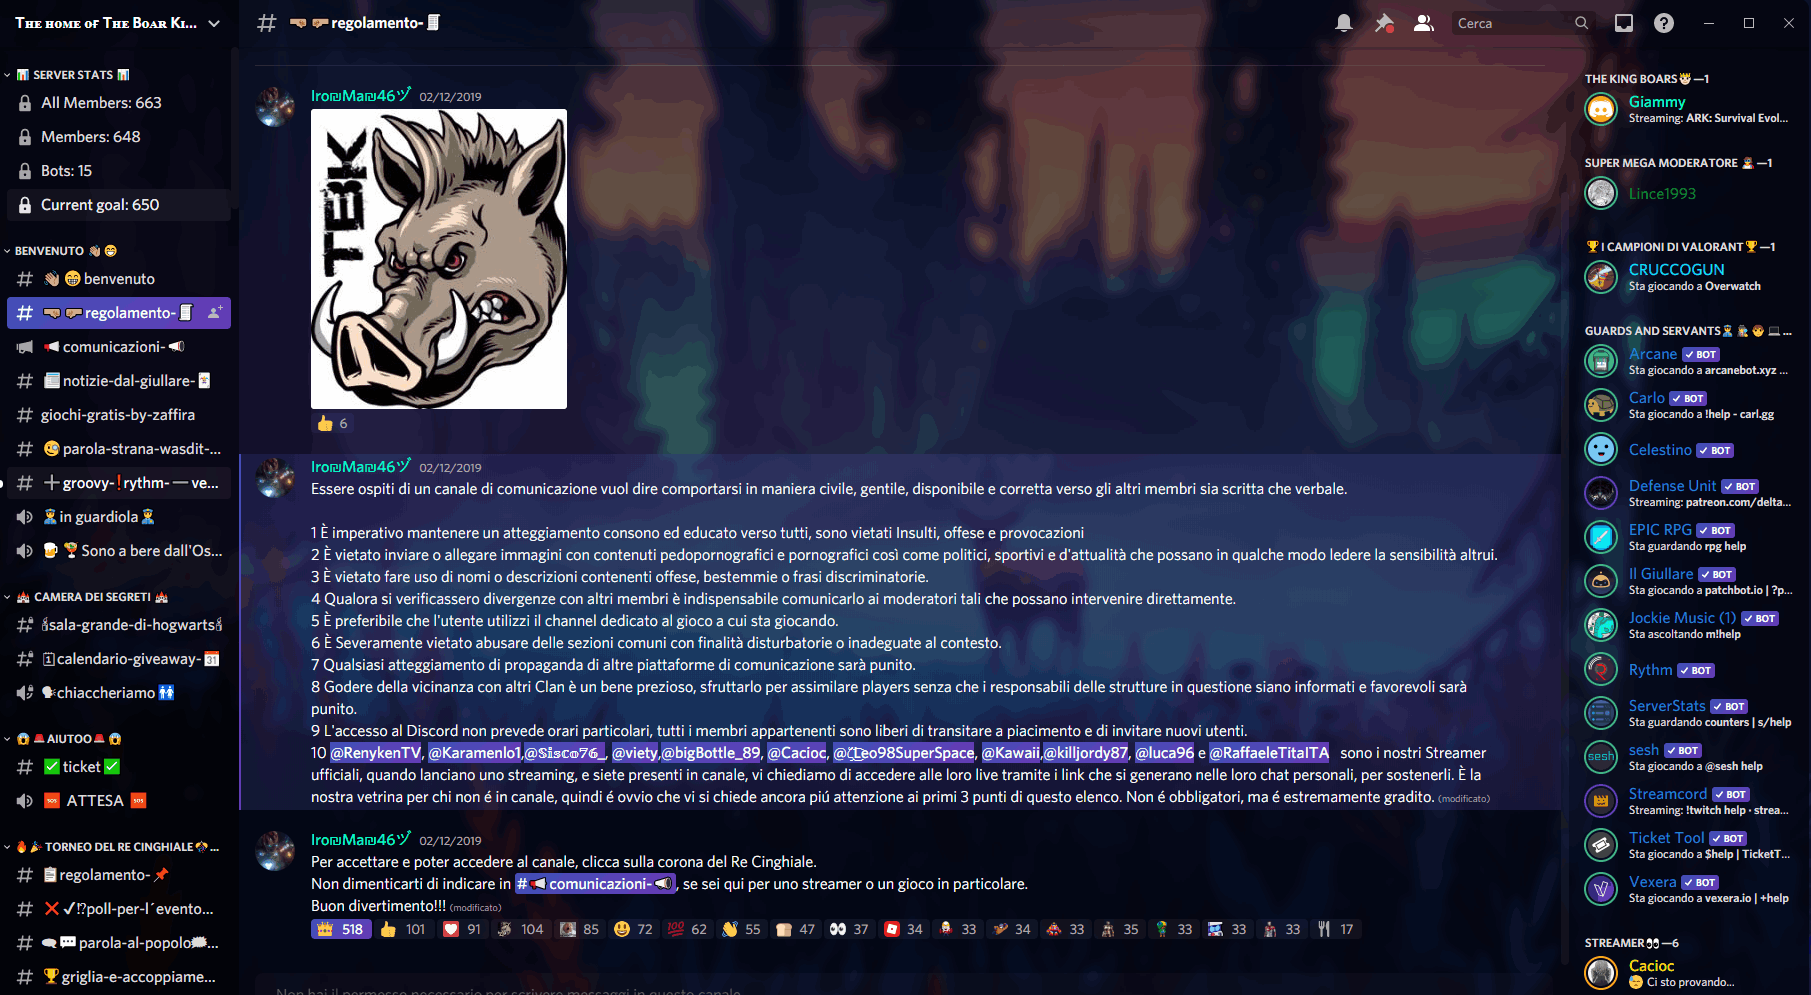 The home of The Boar Ki...
SERVER STATS
All Members: 663
Members: 648
Bots: 15
Current goal: 650
BENVENUTO
benvenuto
regolamento-
comunicazioni-
notizie-dal-giullare-
giochi-gratis-by-zaffira
parola-strana-wasdit-...
groovy-❗rythm-➖ve...
in guardiola
Sono a bere dall'Os...
CAMERA DEI SEGRETI
sala-grande-di-hogwarts
calendario-giveaway-
chiaccheriamo
AIUTOO
ticket
ATTESA
TORNEO DEL RE CINGHIALE ...
regolamento-
poll-per-l´evento...
parola-al-popolo...
griglia-e-accoppiame...
regolamento-
Cerca
Iro₪Ma₪46ヅ 02/12/2019
TBK
👍 6
Iro₪Ma₪46ヅ 02/12/2019
Essere ospiti di un canale di comunicazione vuol dire comportarsi in maniera civile, gentile, disponibile e corretta verso gli altri membri sia scritta che verbale.
1 È imperativo mantenere un atteggiamento consono ed educato verso tutti, sono vietati Insulti, offese e provocazioni
2 È vietato inviare o allegare immagini con contenuti pedopornografici e pornografici così come politici, sportivi e d'attualità che possano in qualche modo ledere la sensibilità altrui.
3 È vietato fare uso di nomi o descrizioni contenenti offese, bestemmie o frasi discriminatorie.
4 Qualora si verificassero divergenze con altri membri è indispensabile comunicarlo ai moderatori tali che possano intervenire direttamente.
5 È preferibile che l'utente utilizzi il channel dedicato al gioco a cui sta giocando.
6 È Severamente vietato abusare delle sezioni comuni con finalità disturbatorie o inadeguate al contesto.
7 Qualsiasi atteggiamento di propaganda di altre piattaforme di comunicazione sarà punito.
8 Godere della vicinanza con altri Clan è un bene prezioso, sfruttarlo per assimilare players senza che i responsabili delle strutture in questione siano informati e favorevoli sarà
punito.
9 L'accesso al Discord non prevede orari particolari, tutti i membri appartenenti sono liberi di transitare a piacimento e di invitare nuovi utenti.
10 @RenykenTV, @Karamenlo1,@𝕊𝕚𝕤𝕔𝕠𝟟𝟞_, @viety,@bigBottle_89, @Cacioc, @Leo98SuperSpace, @Kawaii,@killjordy87, @luca96 e @RaffaeleTitaITA sono i nostri Streamer
ufficiali, quando lanciano uno streaming, e siete presenti in canale, vi chiediamo di accedere alle loro live tramite i link che si generano nelle loro chat personali, per sostenerli. È la
nostra vetrina per chi non é in canale, quindi é ovvio che vi si chiede ancora piú attenzione ai primi 3 punti di questo elenco. Non é obbligatori, ma é estremamente gradito. (modificato)
Iro₪Ma₪46ヅ 02/12/2019
Per accettare e poter accedere al canale, clicca sulla corona del Re Cinghiale.
Non dimenticarti di indicare in #comunicazioni-, se sei qui per uno streamer o un gioco in particolare.
Buon divertimento!!! (modificato)
518 101 91 104 85 72 62 55 47 37 34 33 34 33 35 33 33 33 17
Non hai il permesso necessario per scrivere messaggi in questo canale.
THE KING BOARS—1
Giammy
Streaming: ARK: Survival Evol...
SUPER MEGA MODERATORE —1
Lince1993
I CAMPIONI DI VALORANT—1
CRUCCOGUN
Sta giocando a Overwatch
GUARDS AND SERVANTS ...
Arcane ✓ BOT
Sta giocando a arcanebot.xyz ...
Carlo ✓ BOT
Sta giocando a !help - carl.gg
Celestino ✓ BOT
Defense Unit ✓ BOT
Streaming: patreon.com/delta...
EPIC RPG ✓ BOT
Sta guardando rpg help
Il Giullare ✓ BOT
Sta giocando a patchbot.io | ?p...
Jockie Music (1) ✓ BOT
Sta ascoltando m!help
Rythm ✓ BOT
ServerStats ✓ BOT
Sta guardando counters | s/help
sesh
sesh ✓ BOT
Sta giocando a @sesh help
Streamcord ✓ BOT
Streaming: !twitch help · strea...
Ticket Tool ✓ BOT
Sta giocando a $help | TicketT...
Vexera ✓ BOT
Sta giocando a vexera.io | +help
STREAMER—6
Cacioc
Ci sto provando...